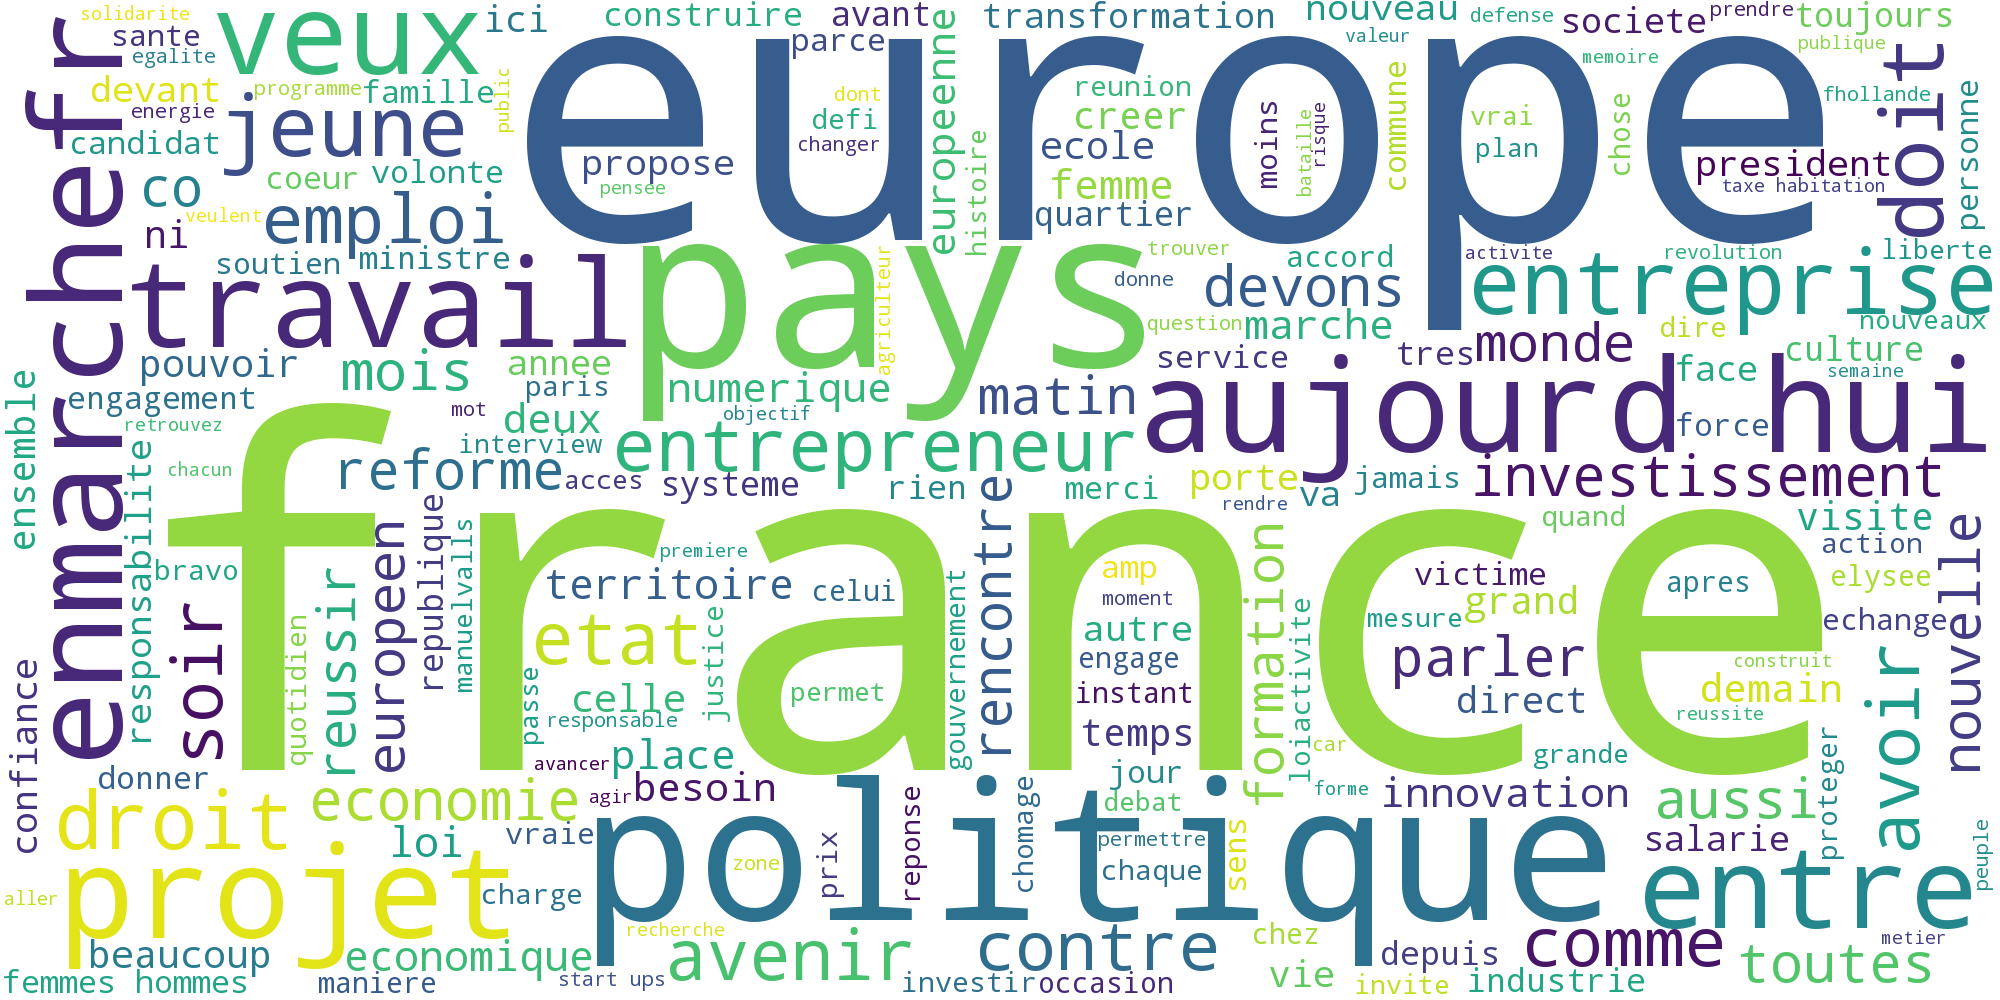 solidarite
veux
ici
construire
avant
transformation
nouveau
defense
societe
prendre
toujours
sante
egalite
parce
valeur
memoire
publique
europe
devant
programme
famille
public
europeenne
reunion
dont
commune
doit
personne
energie
jeune
defi
creer
moins
bataille
risque
vrai
chose
fhollande
candidat
changer
histoire
ecole
plan
president
propose
coeur
volonte
pensee
femme
taxe habitation
co
veulent
emploi
quartier
ni
enmarchefr
soutien
ministre
travail
pays
agriculteur
trouver
donne
accord
devons
activite
revolution
liberte
entreprise
question
marche
dire
nouveaux
pouvoir
mois
annee
paris
numerique
service
tres
monde
face
culture
semaine
matin
aujourd hui
engagement
mot
deux
objectif
force
ensemble
retrouvez
interview
entrepreneur
france
chacun
reforme
acces
systeme
rien
merci
porte
rendre
va
jamais
investissement
responsabilite
republique
rencontre
quand
visite
action
nouvelle
bravo
europeen
manuelvalls
premiere
territoire
celui
amp
moment
formation
victime
apres
elysee
reussir
soir
quotidien
etat
justice
gouvernement
autre
loiactivite
mesure
grand
echange
engage
parler
construit
confiance
passe
celle
permet
instant
direct
demain
avoir
responsable
reussite
temps
place
avancer
car
grande
proteger
donner
besoin
agir
jour
forme
innovation
aussi
droit
economie
politique
debat
loi
vraie
prix
reponse
chomage
permettre
sens
salarie
peuple
projet
zone
chaque
entre
aller
charge
recherche
beaucoup
economique
avenir
contre
chez
depuis
comme
metier
toutes
femmes hommes
maniere
start ups
investir
occasion
vie
invite
industrie